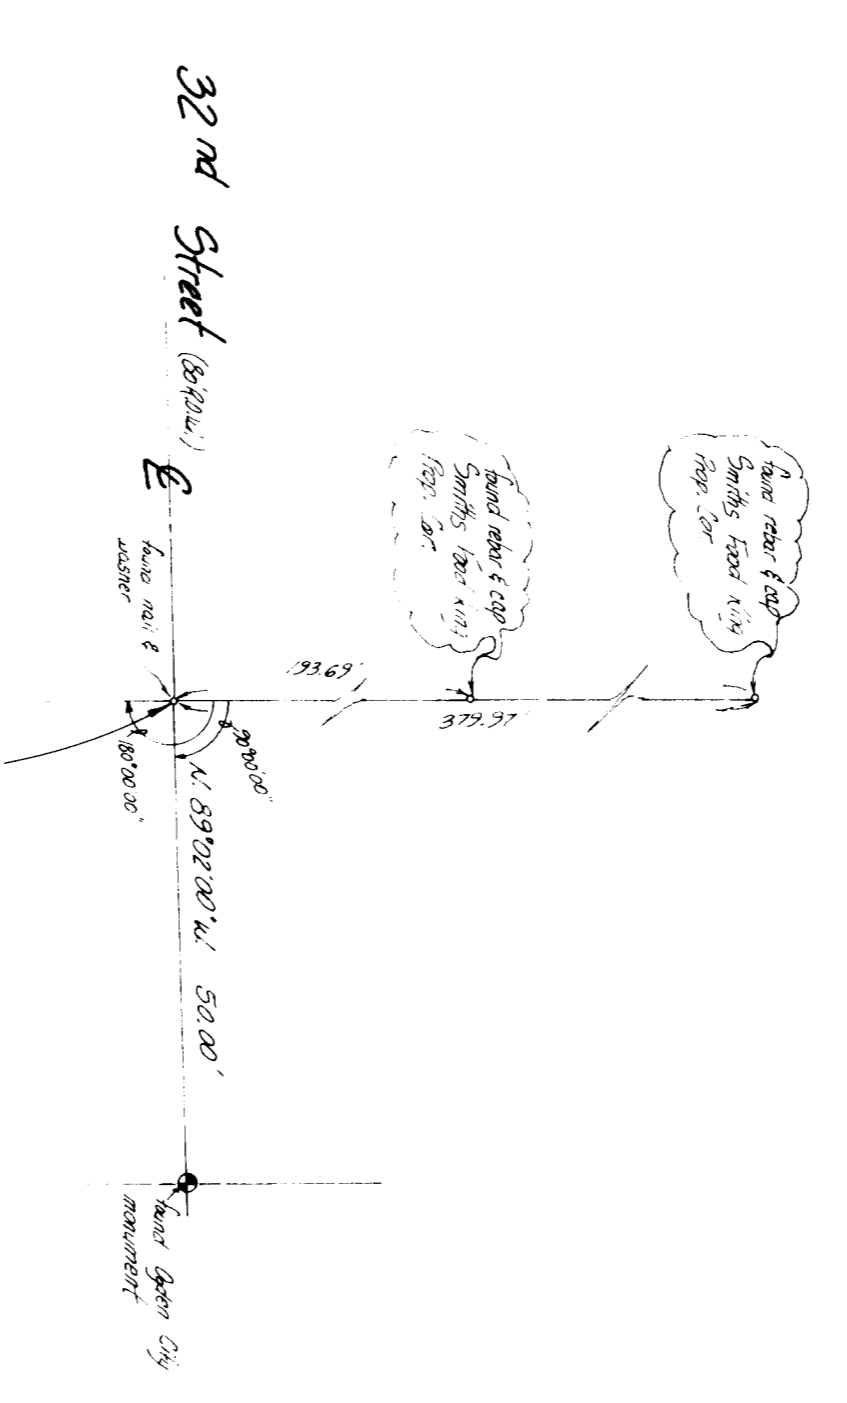 32nd Street (80' R.O.W.)
℄
found nail &
washer
193.69'
379.97'
found rebar & cap
Smiths Food King
Prop. Cor.
found rebar & cap
Smiths Food King
Prop. Cor.
90°00'00"
180°00'00"
N. 89°02'00" W. 50.00'
found Ogden City
monument